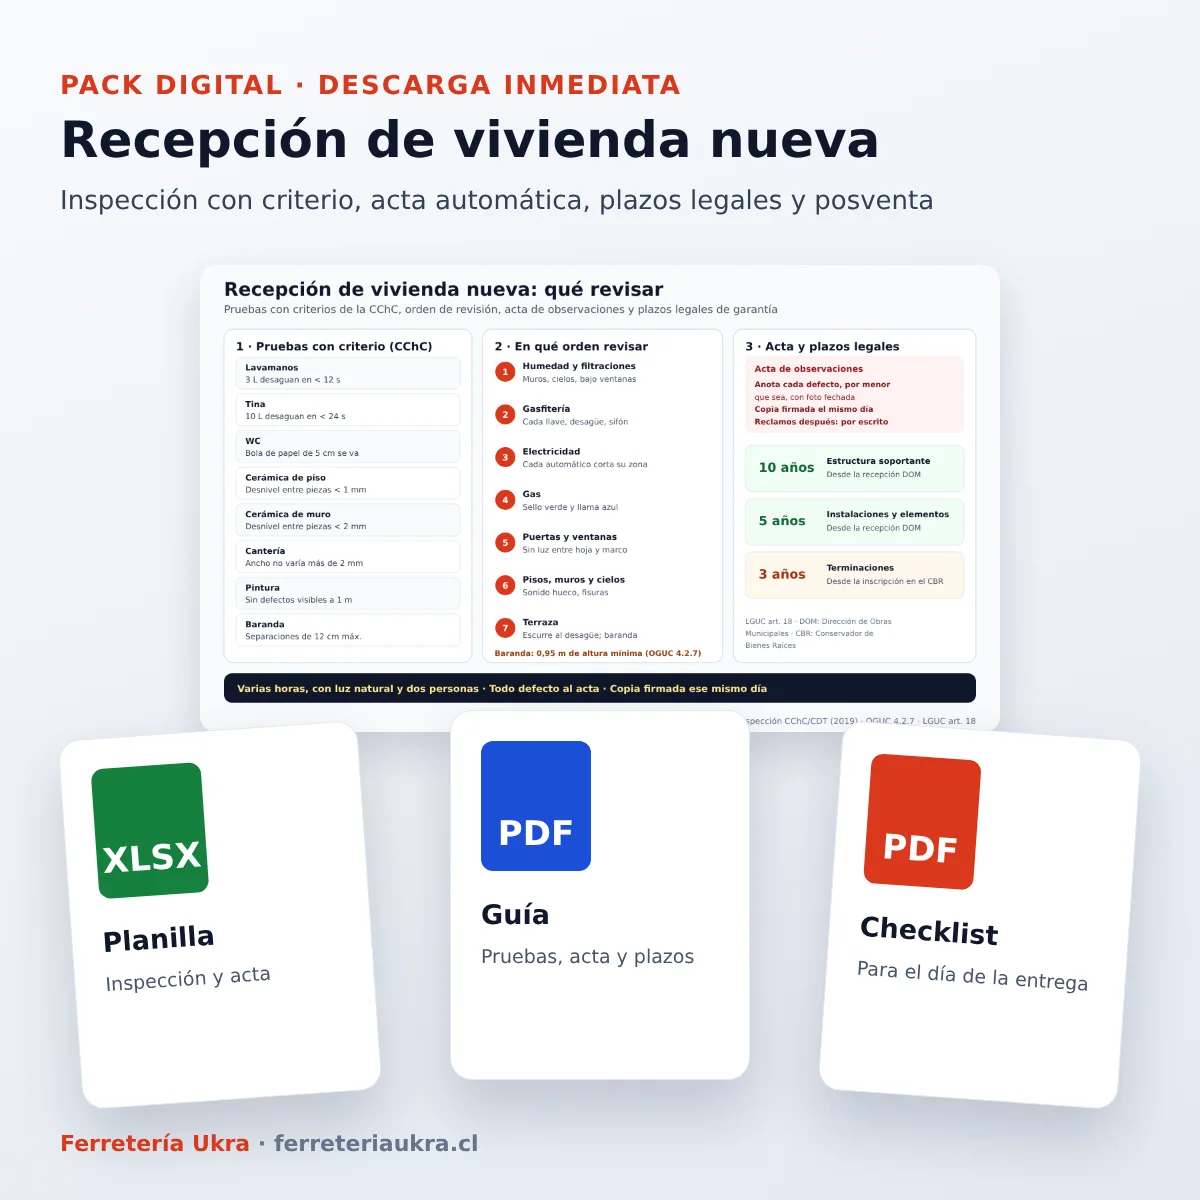 PACK DIGITAL · DESCARGA INMEDIATA
Recepción de vivienda nueva
Inspección con criterio, acta automática, plazos legales y posventa
Recepción de vivienda nueva: qué revisar
Pruebas con criterios de la CChC, orden de revisión, acta de observaciones y plazos legales de garantía
1 · Pruebas con criterio (CChC)
Lavamanos
3 L desaguan en < 12 s
Tina
10 L desaguan en < 24 s
WC
Bola de papel de 5 cm se va
Cerámica de piso
Desnivel entre piezas < 1 mm
Cerámica de muro
Desnivel entre piezas < 2 mm
Cantería
Ancho no varía más de 2 mm
Pintura
Sin defectos visibles a 1 m
Baranda
Separaciones de 12 cm máx.
2 · En qué orden revisar
1
Humedad y filtraciones
Muros, cielos, bajo ventanas
2
Gasfitería
Cada llave, desagüe, sifón
3
Electricidad
Cada automático corta su zona
4
Gas
Sello verde y llama azul
5
Puertas y ventanas
Sin luz entre hoja y marco
6
Pisos, muros y cielos
Sonido hueco, fisuras
7
Terraza
Escurre al desagüe; baranda
Baranda: 0,95 m de altura mínima (OGUC 4.2.7)
3 · Acta y plazos legales
Acta de observaciones
Anota cada defecto, por menor
que sea, con foto fechada
Copia firmada el mismo día
Reclamos después: por escrito
10 años
Estructura soportante
Desde la recepción DOM
5 años
Instalaciones y elementos
Desde la recepción DOM
3 años
Terminaciones
Desde la inscripción en el CBR
LGUC art. 18 · DOM: Dirección de Obras
Municipales · CBR: Conservador de
Bienes Raíces
Varias horas, con luz natural y dos personas · Todo defecto al acta · Copia firmada ese mismo día
spección CChC/CDT (2019) · OGUC 4.2.7 · LGUC art. 18
XLSX
Planilla
Inspección y acta
PDF
Guía
Pruebas, acta y plazos
PDF
Checklist
Para el día de la entrega
Ferretería Ukra · ferreteriaukra.cl